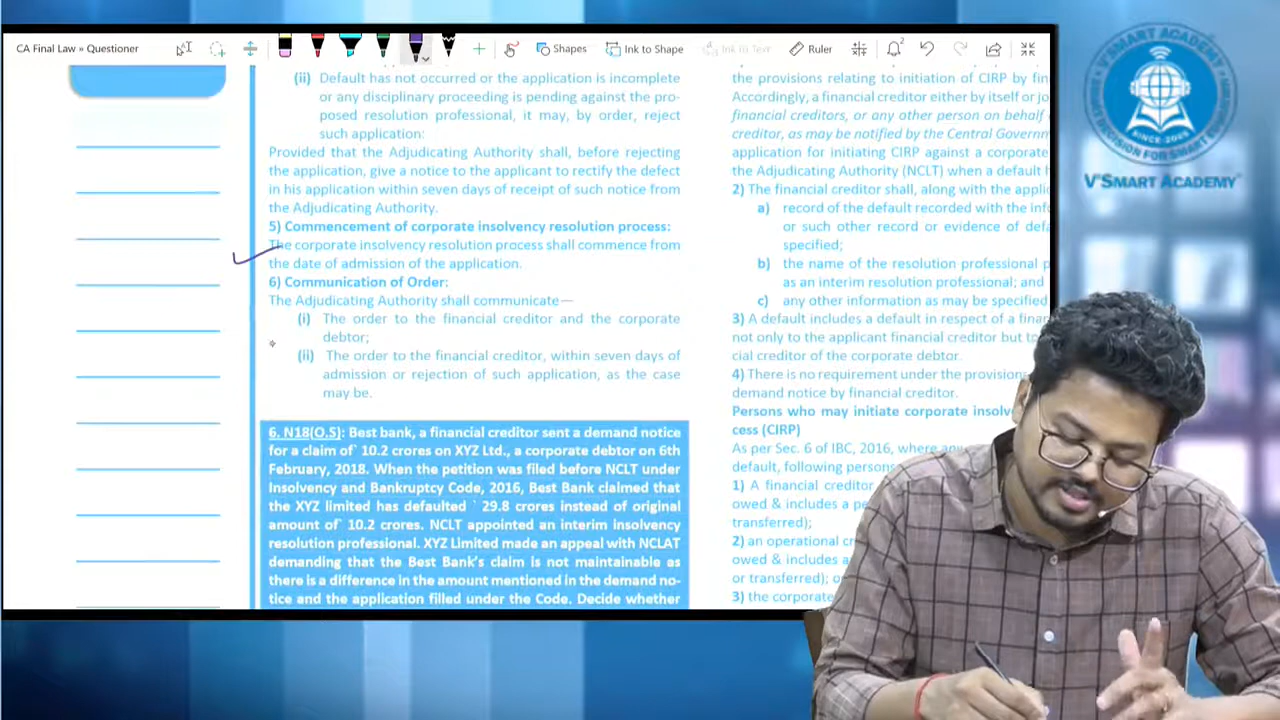 CA Final Law » Questioner
Shapes
Ink to Shape
Ink to Text
Ruler
2
(ii) Default has not occurred or the application is incomplete
or any disciplinary proceeding is pending against the pro-
posed resolution professional, it may, by order, reject
such application:
Provided that the Adjudicating Authority shall, before rejecting
the application, give a notice to the applicant to rectify the defect
in his application within seven days of receipt of such notice from
the Adjudicating Authority.
5) Commencement of corporate insolvency resolution process:
The corporate insolvency resolution process shall commence from
the date of admission of the application.
6) Communication of Order:
The Adjudicating Authority shall communicate—
(i) The order to the financial creditor and the corporate
debtor;
(ii) The order to the financial creditor, within seven days of
admission or rejection of such application, as the case
may be.
6. N18(O.S): Best bank, a financial creditor sent a demand notice
for a claim of` 10.2 crores on XYZ Ltd., a corporate debtor on 6th
February, 2018. When the petition was filed before NCLT under
Insolvency and Bankruptcy Code, 2016, Best Bank claimed that
the XYZ limited has defaulted ` 29.8 crores instead of original
amount of` 10.2 crores. NCLT appointed an interim insolvency
resolution professional. XYZ Limited made an appeal with NCLAT
demanding that the Best Bank's claim is not maintainable as
there is a difference in the amount mentioned in the demand no-
tice and the application filled under the Code. Decide whether
the provisions relating to initiation of CIRP by fin
Accordingly, a financial creditor either by itself or jo
financial creditors, or any other person on behalf
creditor, as may be notified by the Central Governm
application for initiating CIRP against a corporate
the Adjudicating Authority (NCLT) when a default h
2) The financial creditor shall, along with the applic
a) record of the default recorded with the inf
or such other record or evidence of defa
specified;
b) the name of the resolution professional p
as an interim resolution professional; and
c) any other information as may be specified
3) A default includes a default in respect of a finan
not only to the applicant financial creditor but to
cial creditor of the corporate debtor.
4) There is no requirement under the provision
demand notice by financial creditor.
Persons who may initiate corporate insolv
cess (CIRP)
As per Sec. 6 of IBC, 2016, where any
default, following persons
1) A financial creditor
owed & includes a pe
transferred);
2) an operational cr
owed & includes a
or transferred); o
3) the corporate
V'SMART ACADEMY
SINCE-2005
V'SMART ACADEMY